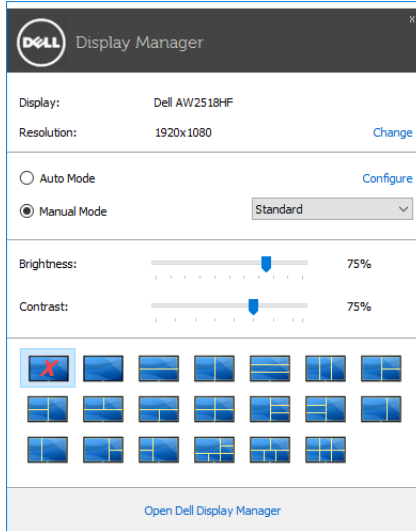 x
DELL Display Manager
Display: Dell AW2518HF
Resolution: 1920x1080 Change
Auto Mode Configure
Manual Mode Standard
Brightness: 75%
Contrast: 75%
Open Dell Display Manager